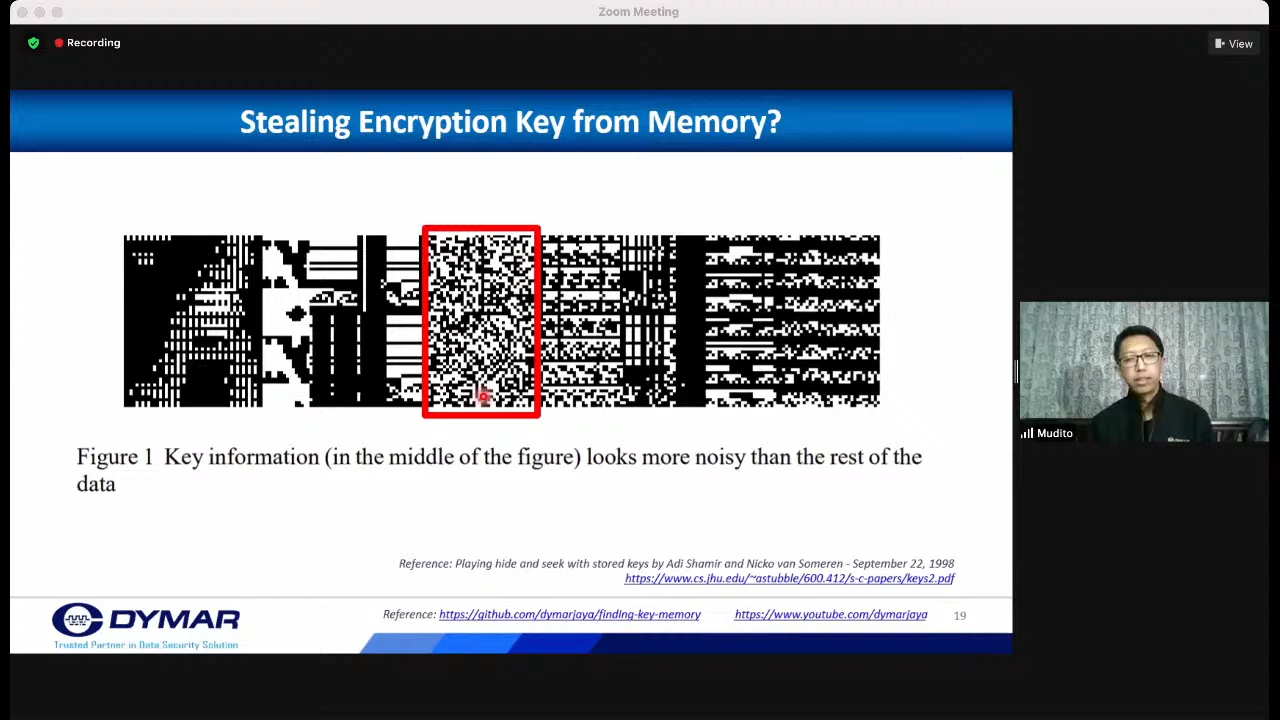 Zoom Meeting
Recording
View
Stealing Encryption Key from Memory?
Figure 1 Key information (in the middle of the figure) looks more noisy than the rest of the
data
Mudito
Reference: Playing hide and seek with stored keys by Adi Shamir and Nicko van Someren - September 22, 1998
https://www.cs.jhu.edu/~astubble/600.412/s-c-papers/keys2.pdf
DYMAR
Trusted Partner in Data Security Solution
Reference: https://github.com/dymarjaya/finding-key-memory https://www.youtube.com/dymarjaya 19